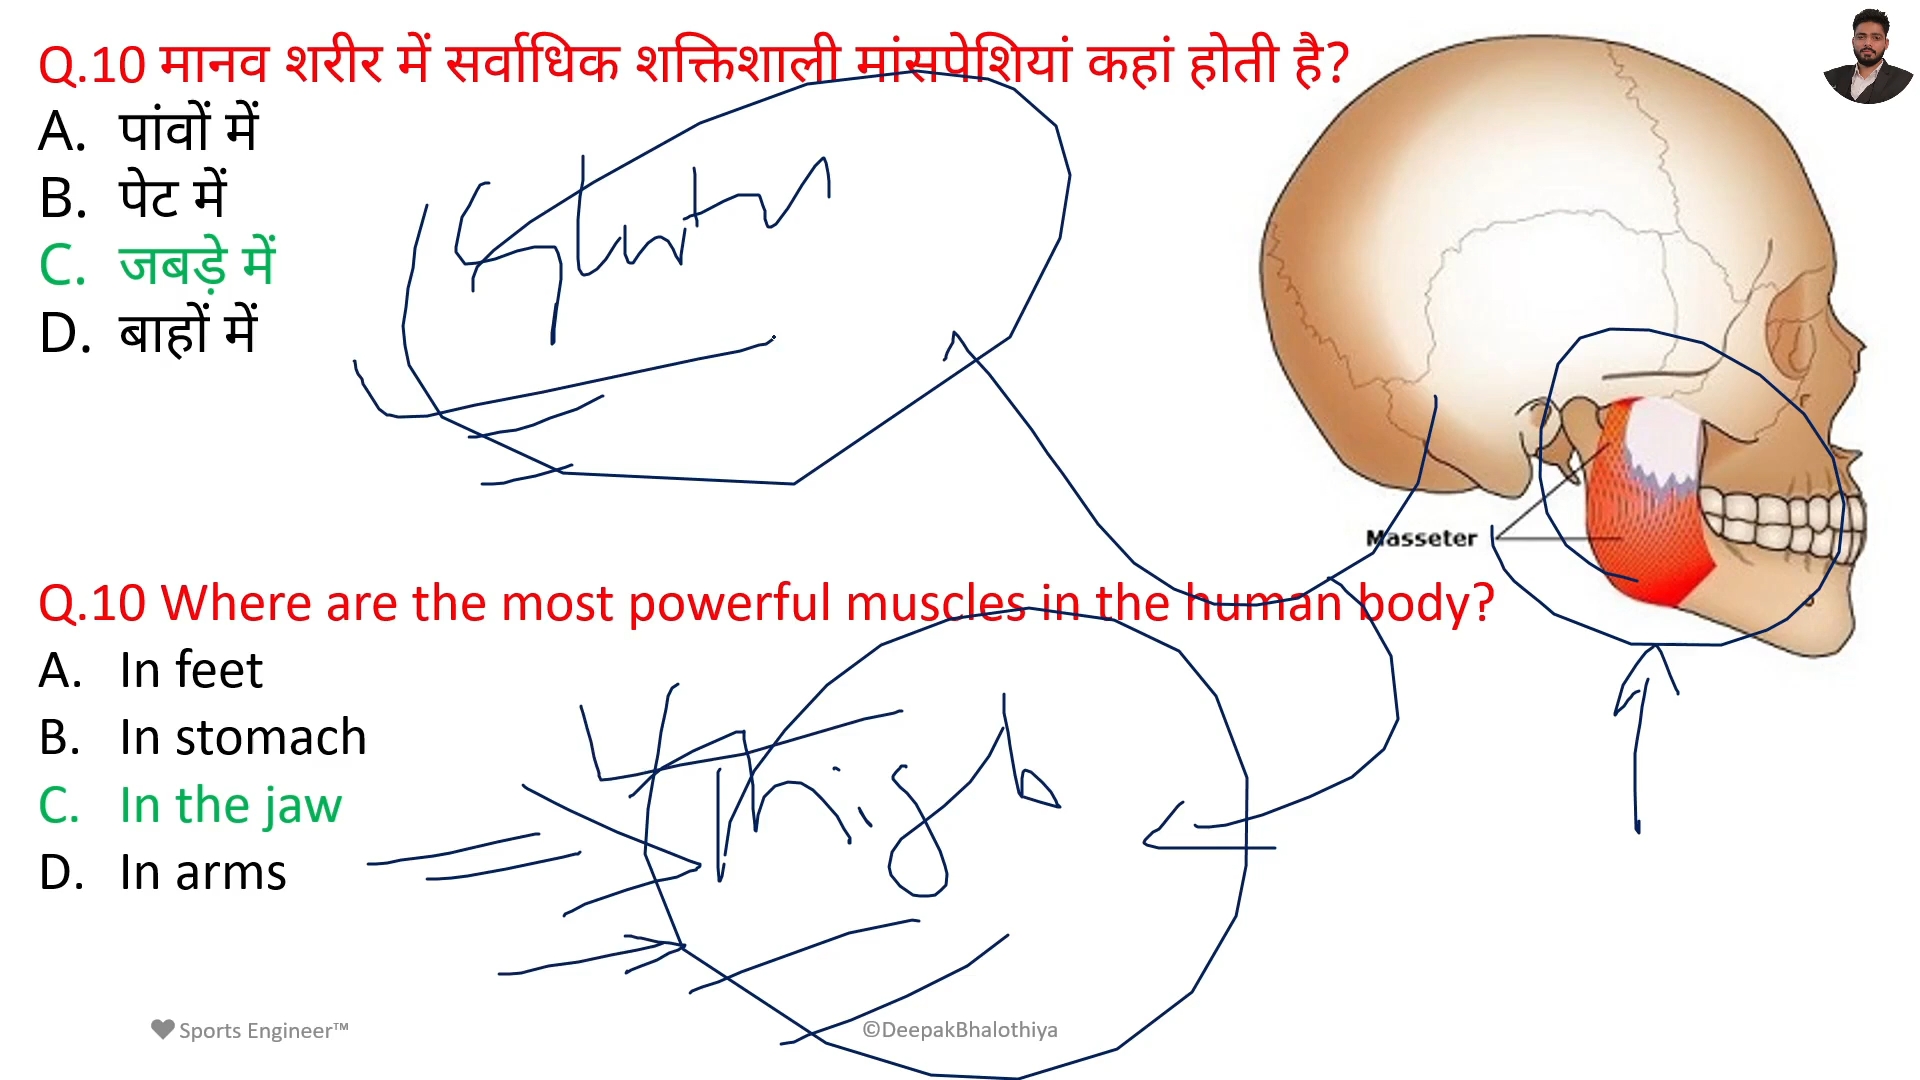 Q.10 मानव शरीर में सर्वाधिक शक्तिशाली मांसपेशियां कहां होती है?
A. पांवों में
B. पेट में
C. जबड़े में
D. बाहों में
Masseter
Q.10 Where are the most powerful muscles in the human body?
A. In feet
B. In stomach
C. In the jaw
D. In arms
Thigh
Sports Engineer™
©DeepakBhalothiya